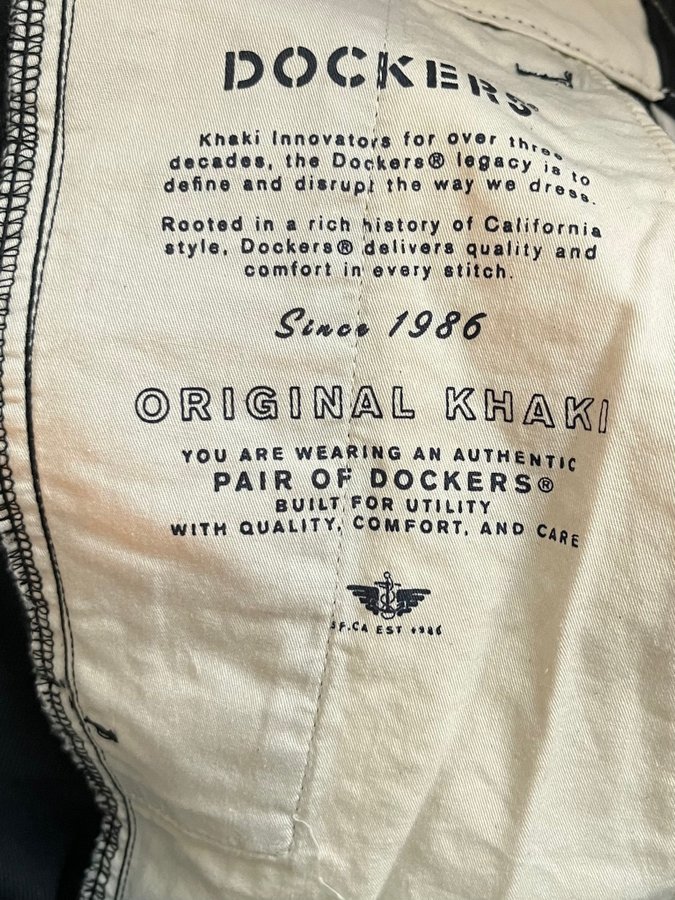 DOCKERS®
Khaki Innovators for over three
decades, the Dockers® legacy is to
define and disrupt the way we dress.
Rooted in a rich history of California
style, Dockers® delivers quality and
comfort in every stitch.
Since 1986
ORIGINAL KHAKI
YOU ARE WEARING AN AUTHENTIC
PAIR OF DOCKERS®
BUILT FOR UTILITY
WITH QUALITY, COMFORT, AND CARE
SF.CA EST 1986